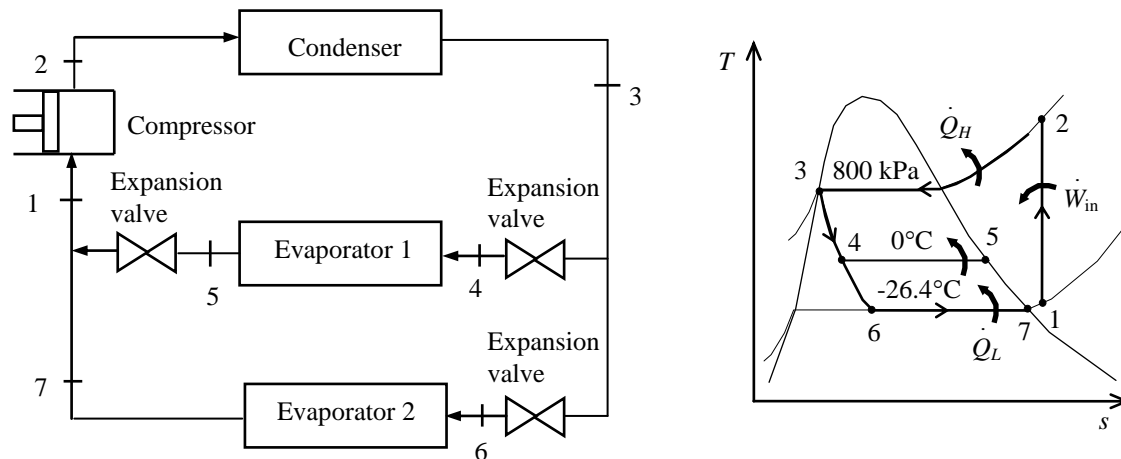 2
Condenser
3
Compressor
1
Expansion
valve
Expansion
valve
Evaporator 1
5
4
7
Expansion
valve
Evaporator 2
6
T
Q̇H
2
3
800 kPa
Ẇin
4
0°C
5
-26.4°C
6
7
1
Q̇L
s